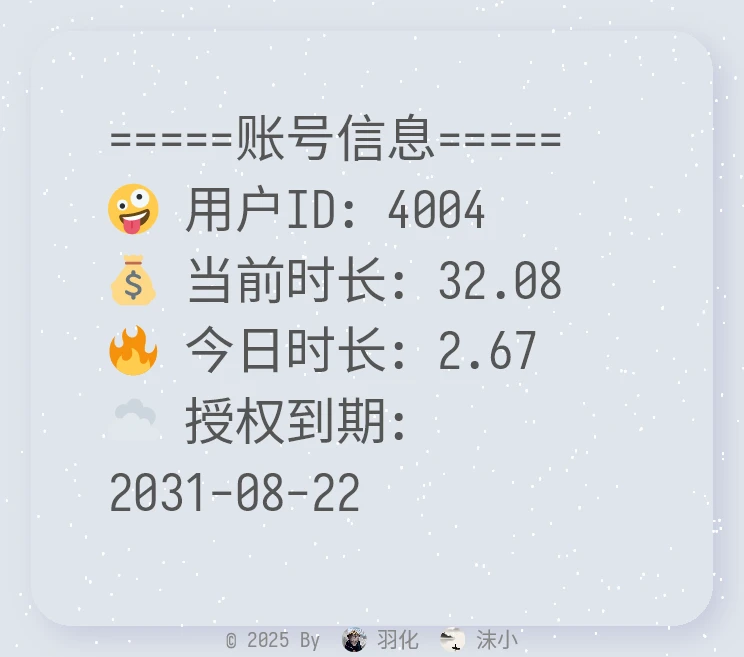 =====账号信息=====
🤪 用户ID: 4004
💰 当前时长: 32.08
🔥 今日时长: 2.67
☁️ 授权到期:
2031-08-22
© 2025 By 羽化 沫小